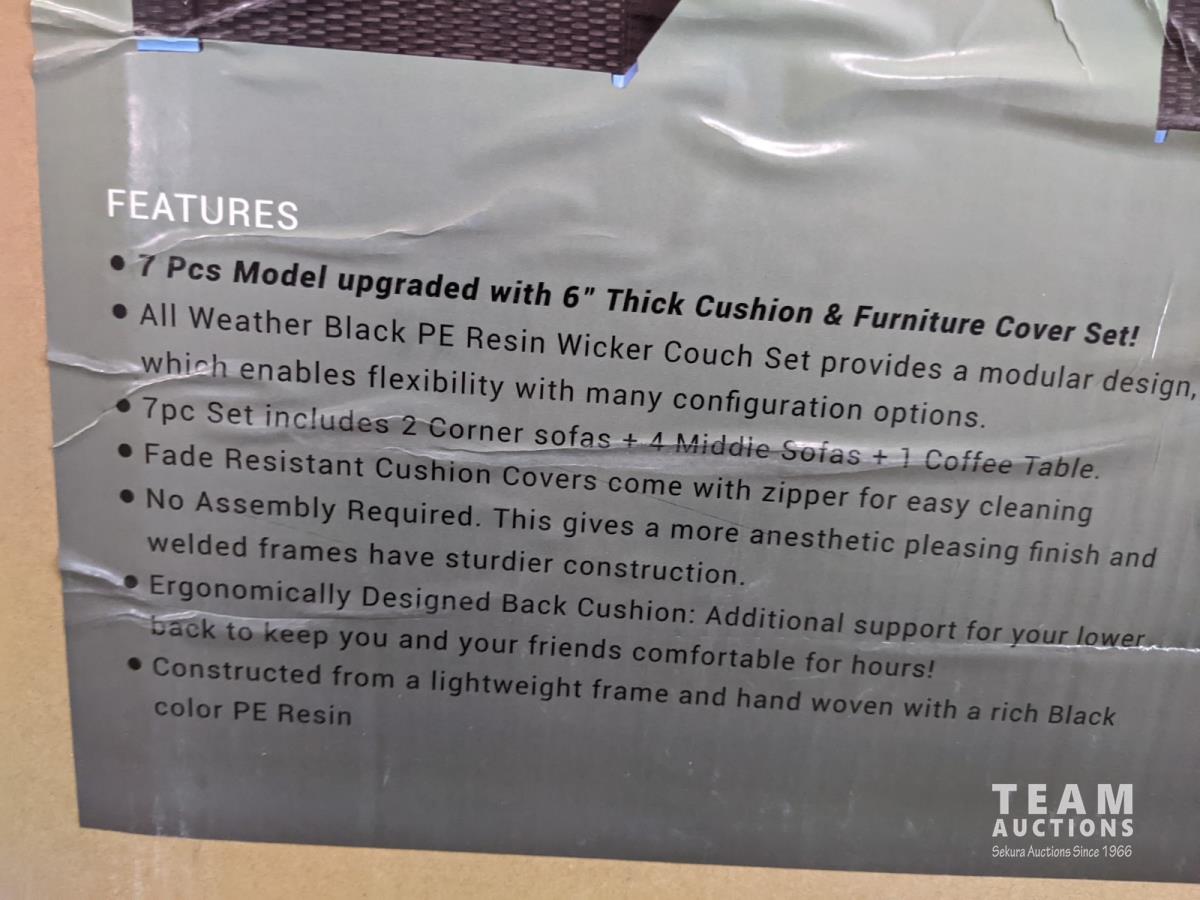 FEATURES
• 7 Pcs Model upgraded with 6" Thick Cushion & Furniture Cover Set!
• All Weather Black PE Resin Wicker Couch Set provides a modular design,
which enables flexibility with many configuration options.
• 7pc Set includes 2 Corner sofas + 4 Middle Sofas + 1 Coffee Table.
• Fade Resistant Cushion Covers come with zipper for easy cleaning
• No Assembly Required. This gives a more anesthetic pleasing finish and
welded frames have sturdier construction.
• Ergonomically Designed Back Cushion: Additional support for your lower
back to keep you and your friends comfortable for hours!
• Constructed from a lightweight frame and hand woven with a rich Black
color PE Resin
TEAM
AUCTIONS
Sekura Auctions Since 1966